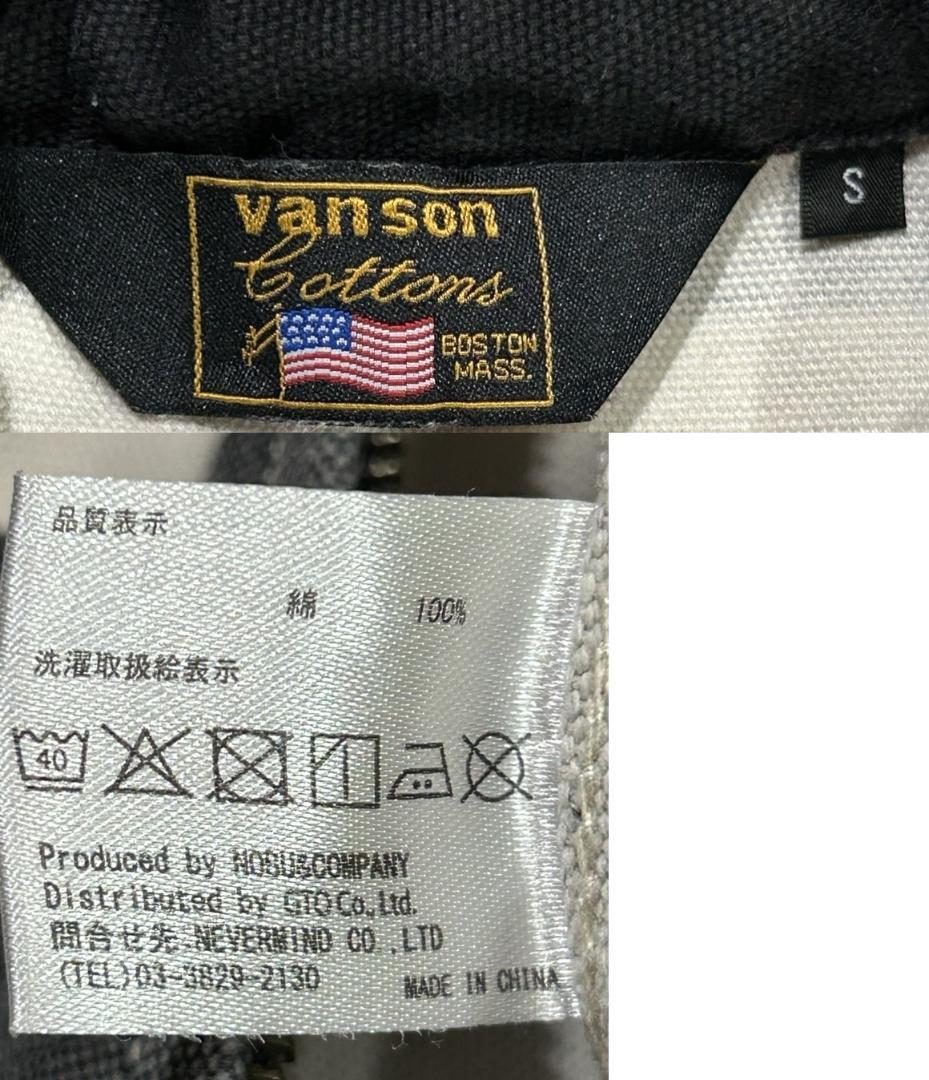 vanson
Cottons
BOSTON
MASS.
S
品質表示
綿 100%
洗濯取扱絵表示
40
Produced by NOBU&COMPANY
Distributed by GTO Co.,Ltd.
問合せ先 NEVERMIND CO.,LTD
(TEL)03-3829-2130
MADE IN CHINA